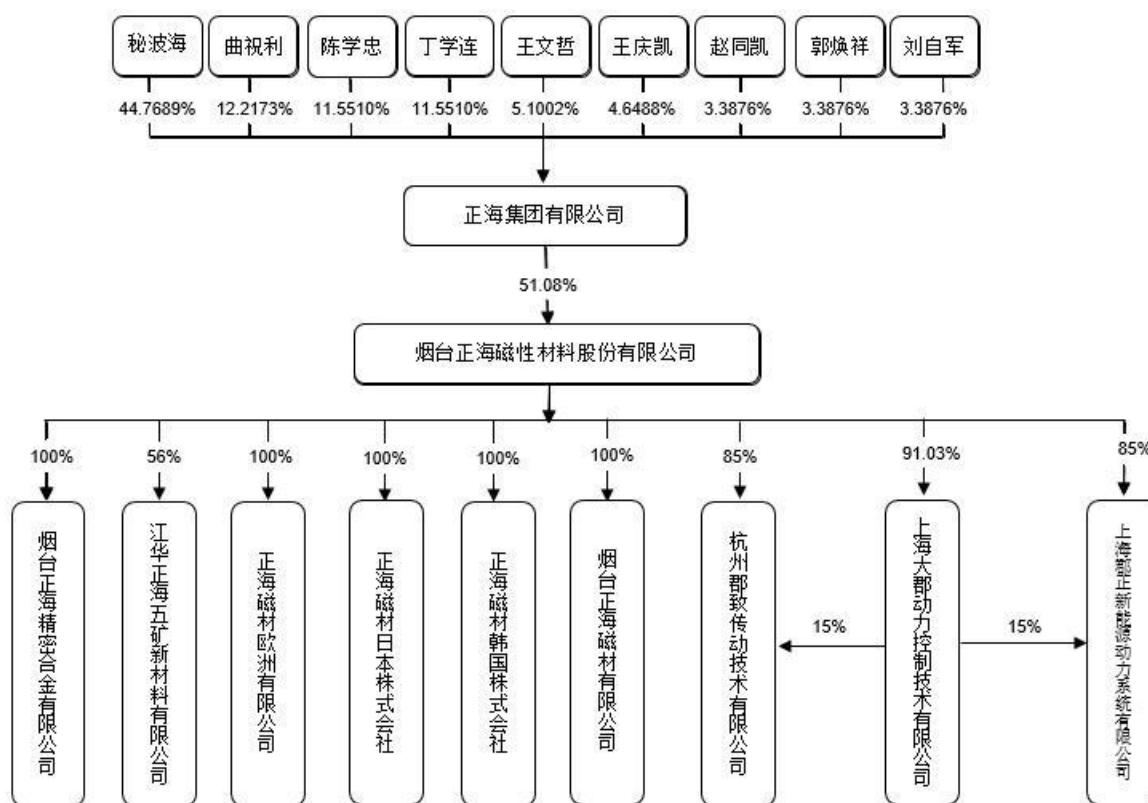 秘波海
曲祝利
陈学忠
丁学连
王文哲
王庆凯
赵同凯
郭焕祥
刘自军
44.7689%
12.2173%
11.5510%
11.5510%
5.1002%
4.6488%
3.3876%
3.3876%
3.3876%
正海集团有限公司
51.08%
烟台正海磁性材料股份有限公司
100%
56%
100%
100%
100%
100%
85%
91.03%
85%
烟台正海精密合金有限公司
江华正海五矿新材料有限公司
正海磁材欧洲有限公司
正海磁材日本株式会社
正海磁材韩国株式会社
烟台正海磁材有限公司
杭州郡致传动技术有限公司
上海大郡动力控制技术有限公司
上海郡正新能源动力系统有限公司
15%
15%